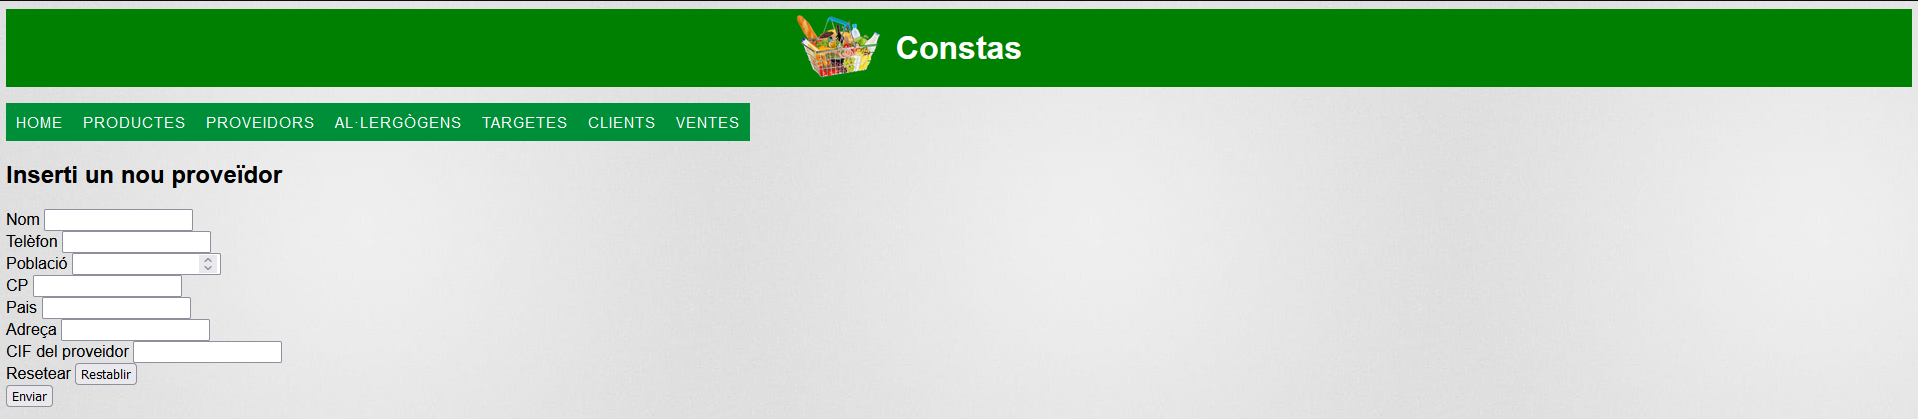 Constas
HOME PRODUCTES PROVEIDORS AL·LERGÒGENS TARGETES CLIENTS VENTES
Inserti un nou proveïdor
Nom
Telèfon
Població
CP
Pais
Adreça
CIF del proveidor
Resetear Restablir
Enviar